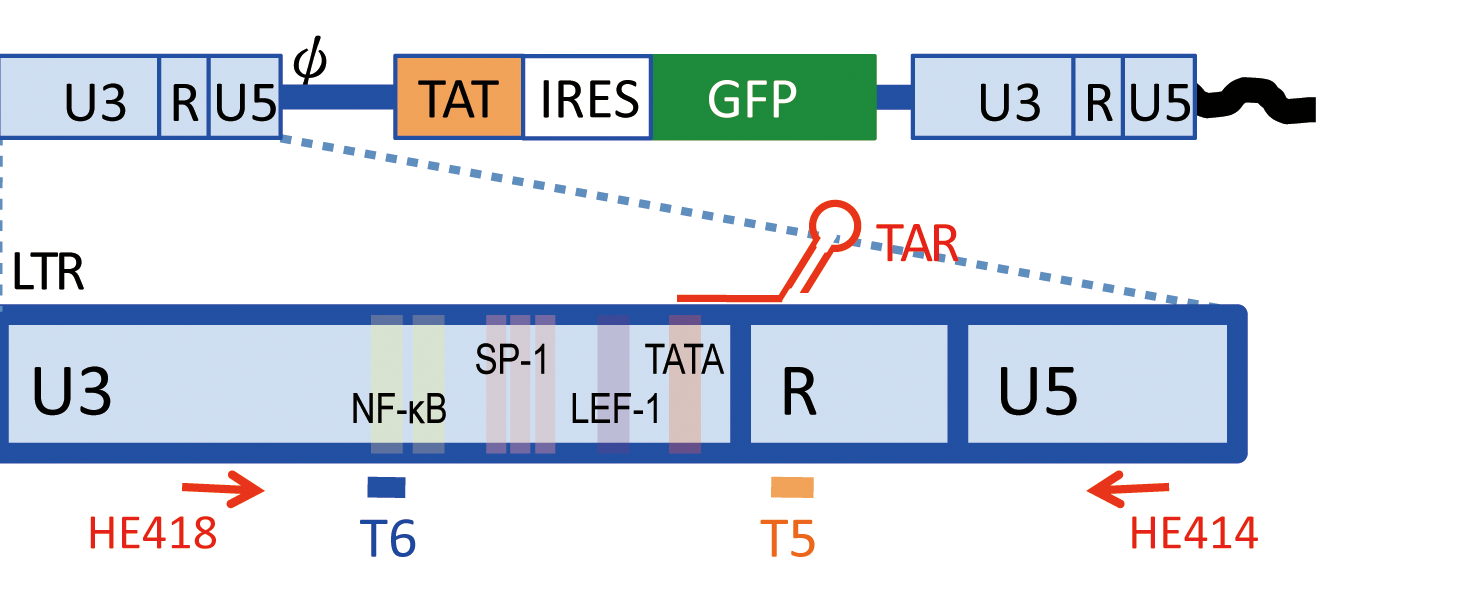 ϕ
U3 R U5 TAT IRES GFP U3 R U5
TAR
LTR
SP-1 TATA
U3 NF-κB LEF-1 R U5
HE418 T6 T5 HE414